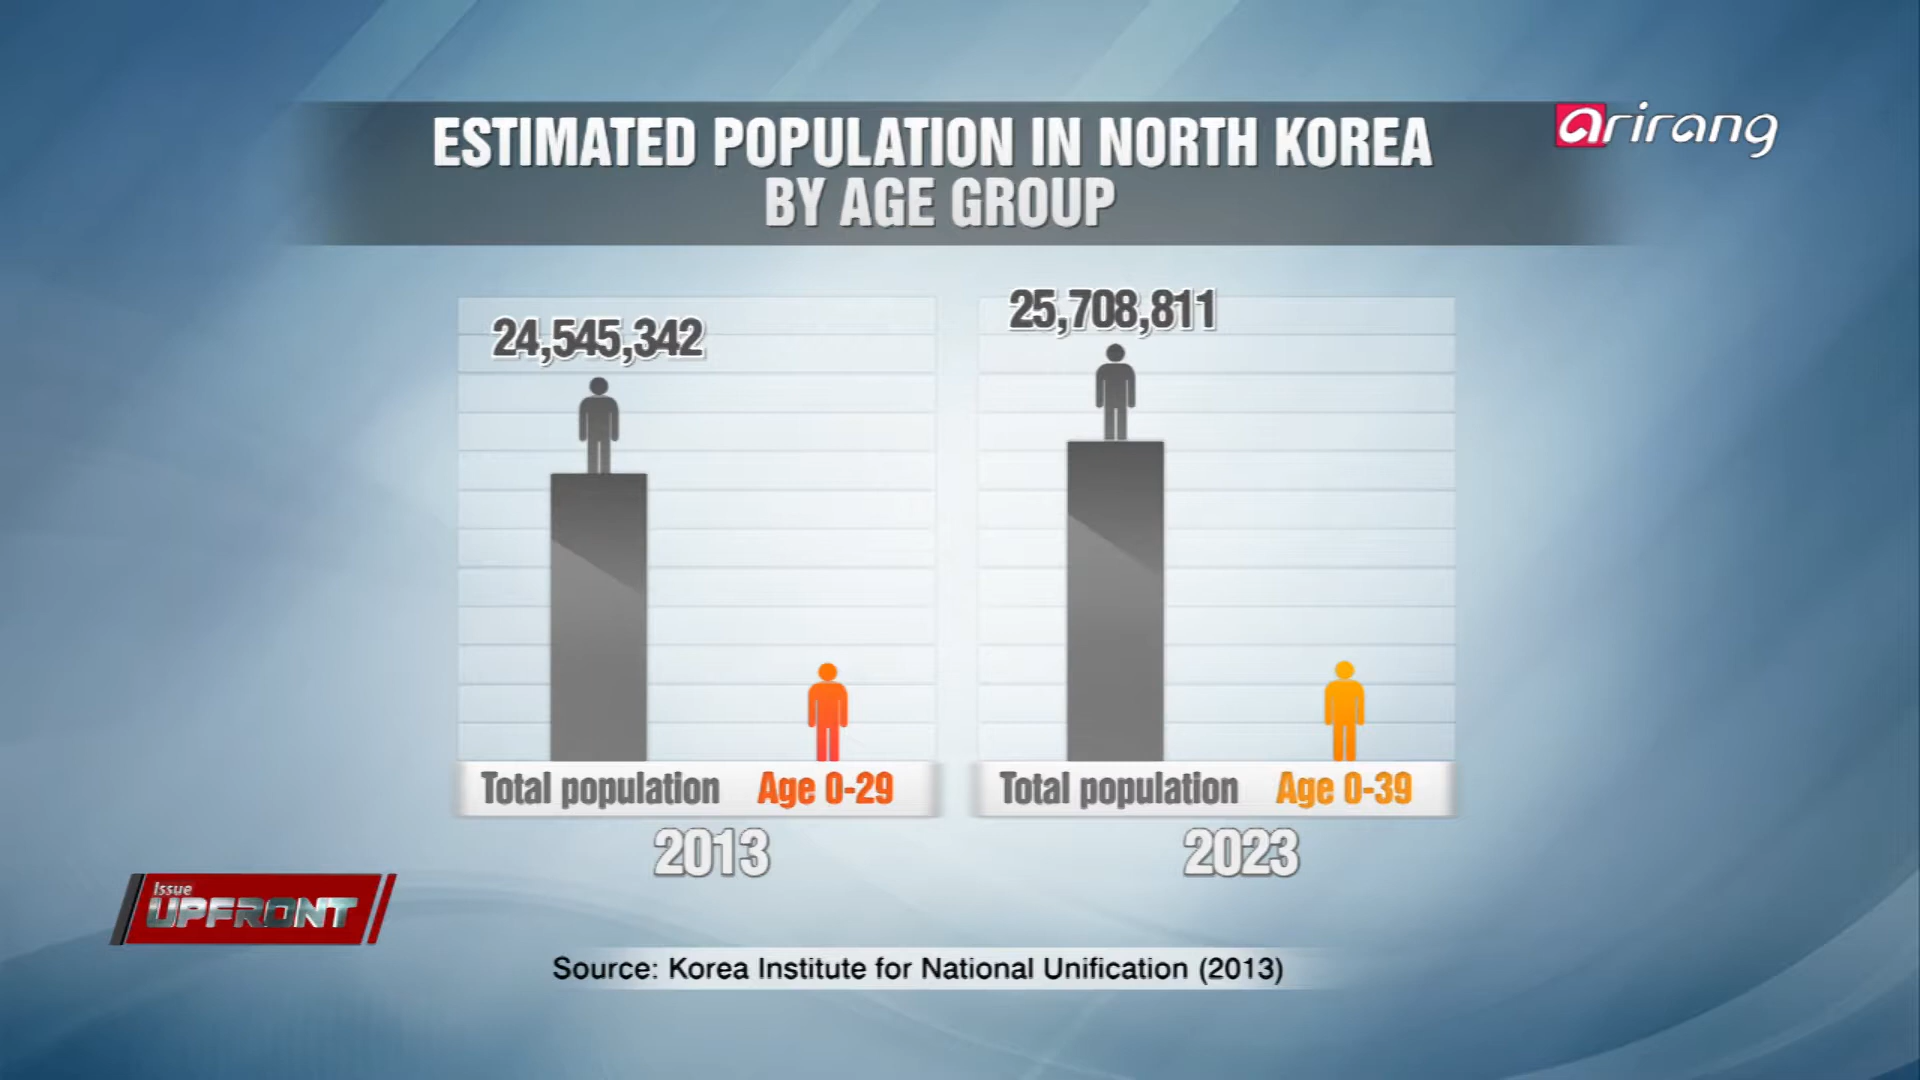 ESTIMATED POPULATION IN NORTH KOREA
BY AGE GROUP
arirang
24,545,342
25,708,811
Total population
Age 0-29
Total population
Age 0-39
2013
2023
Issue
UPFRONT
Source: Korea Institute for National Unification (2013)